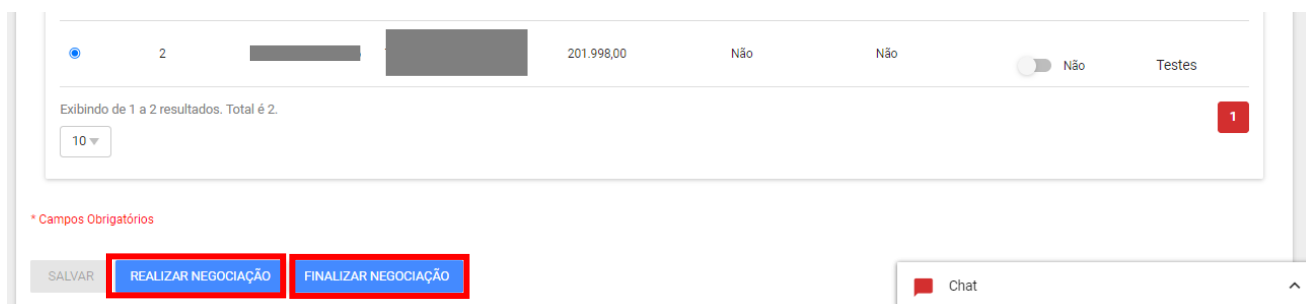 2 201.998,00 Não Não Não Testes
Exibindo de 1 a 2 resultados. Total é 2.
1
10
* Campos Obrigatórios
SALVAR REALIZAR NEGOCIAÇÃO FINALIZAR NEGOCIAÇÃO
Chat